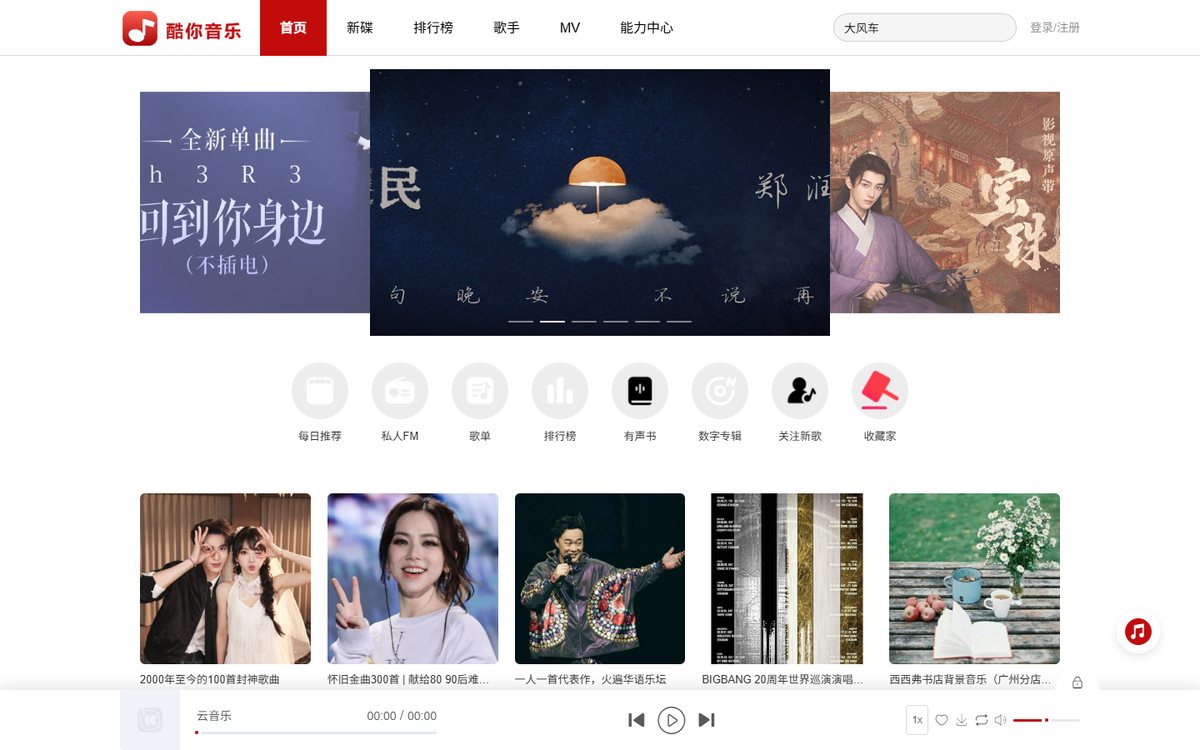 酷你音乐
首页
新碟
排行榜
歌手
MV
能力中心
大风车
登录/注册
全新单曲
h 3 R 3
回到你身边
（不插电）
民
郑 润
句 晚 安 不 说 再
影视原声带
宝珠
每日推荐
私人FM
歌单
排行榜
有声书
数字专辑
关注新歌
收藏家
2000年至今的100首封神歌曲
怀旧金曲300首 | 献给80 90后难...
一人一首代表作，火遍华语乐坛
BIGBANG 20周年世界巡演演唱...
西西弗书店背景音乐（广州分店...
云音乐
00:00 / 00:00
1x